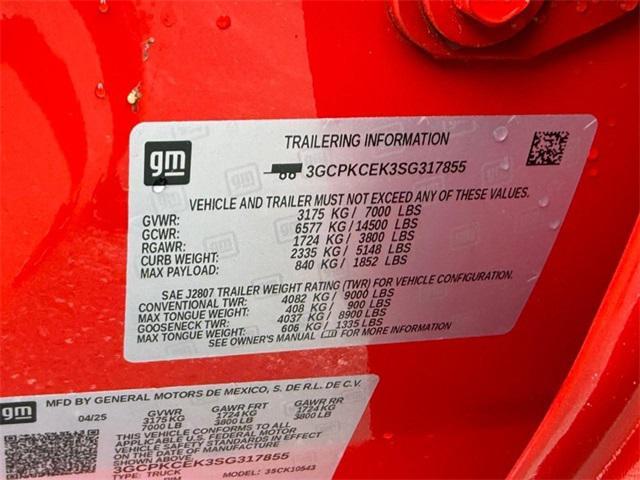 gm
TRAILERING INFORMATION
3GCPKCEK3SG317855
VEHICLE AND TRAILER MUST NOT EXCEED ANY OF THESE VALUES.
GVWR: 3175 KG / 7000 LBS
GCWR: 6577 KG / 14500 LBS
RGAWR: 1724 KG / 3800 LBS
CURB WEIGHT: 2335 KG / 5148 LBS
MAX PAYLOAD: 840 KG / 1852 LBS
SAE J2807 TRAILER WEIGHT RATING (TWR) FOR VEHICLE CONFIGURATION.
CONVENTIONAL TWR: 4082 KG / 9000 LBS
MAX TONGUE WEIGHT: 408 KG / 900 LBS
GOOSENECK TWR: 4037 KG / 8900 LBS
MAX TONGUE WEIGHT: 606 KG / 1335 LBS
SEE OWNER'S MANUAL FOR MORE INFORMATION
gm
MFD BY GENERAL MOTORS DE MEXICO, S. DE R.L. DE C.V.
04/25 GVWR GAWR FRT GAWR RR
3175 KG 1724 KG 1724 KG
7000 LB 3800 LB 3800 LB
THIS VEHICLE CONFORMS TO ALL
APPLICABLE U.S. FEDERAL MOTOR
VEHICLE SAFETY STANDARDS IN EFFECT
ON THE DATE OF MANUFACTURE
3GCPKCEK3SG317855
TYPE: TRUCK MODEL: 3SCK10543
RIM